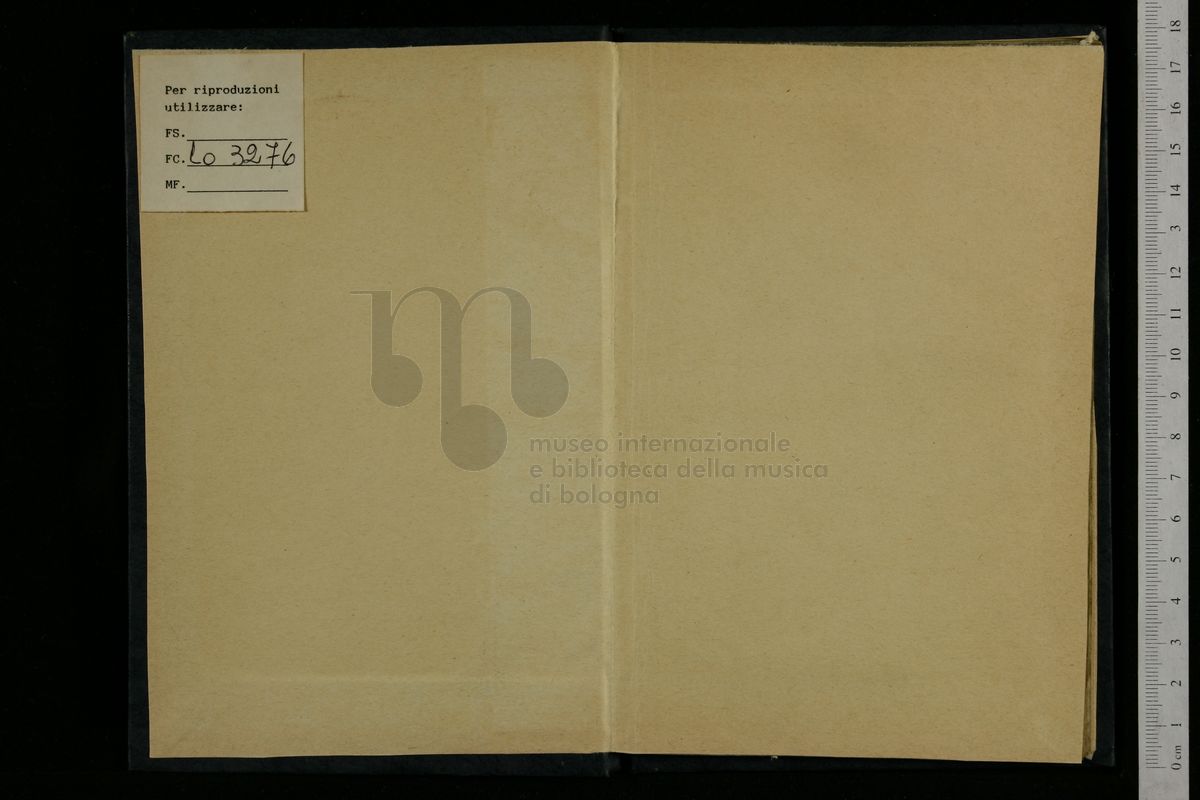 Per riproduzioni
utilizzare:
FS.
FC. Lo 3276
MF.
museo internazionale
e biblioteca della musica
di bologna
18
17
16
15
14
3
12
11
10
9
8
7
6
5
4
3
2
1
0 cm